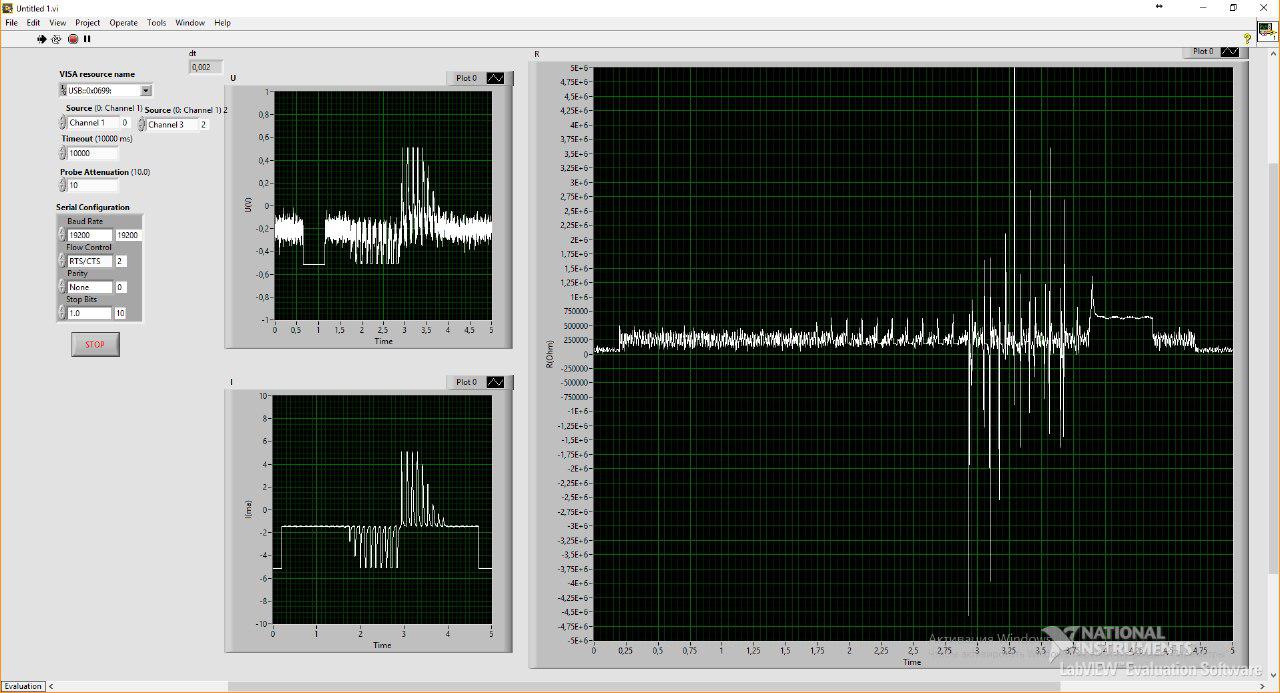 Untitled 1.vi
File Edit View Project Operate Tools Window Help
dt
0,002
VISA resource name
USB::0x0699:
Source (0: Channel 1) Source (0: Channel 1) 2
Channel 1 0 Channel 3 2
Timeout (10000 ms)
10000
Probe Attenuation (10.0)
10
Serial Configuration
Baud Rate
19200 19200
Flow Control
RTS/CTS 2
Parity
None 0
Stop Bits
1.0 10
STOP
U
Plot 0
1-
0,8-
0,6-
0,4-
0,2-
0-
-0,2-
-0,4-
-0,6-
-0,8-
-1-
U(V)
0 0,5 1 1,5 2 2,5 3 3,5 4 4,5 5
Time
I
Plot 0
10-
8-
6-
4-
2-
0-
-2-
-4-
-6-
-8-
-10-
I(ma)
0 1 2 3 4 5
Time
R
Plot 0
5E+6
4,75E+6
4,5E+6
4,25E+6
4E+6
3,75E+6
3,5E+6
3,25E+6
3E+6
2,75E+6
2,5E+6
2,25E+6
2E+6
1,75E+6
1,5E+6
1,25E+6
1E+6
750000
500000
250000
0
-250000
-500000
-750000
-1E+6
-1,25E+6
-1,5E+6
-1,75E+6
-2E+6
-2,25E+6
-2,5E+6
-2,75E+6
-3E+6
-3,25E+6
-3,5E+6
-3,75E+6
-4E+6
-4,25E+6
-4,5E+6
-4,75E+6
-5E+6
R(Ohm)
0 0,25 0,5 0,75 1 1,25 1,5 1,75 2 2,25 2,5 2,75 3 3,25 3,5 3,75 4 4,25 4,5 4,75 5
Time
Активация Windows
NATIONAL
INSTRUMENTS
LabVIEW™ Evaluation Software
Evaluation